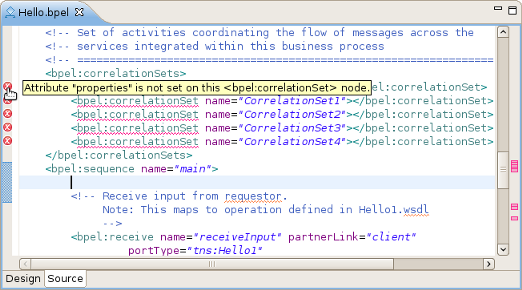 Hello.bpel
<!-- Set of activities coordinating the flow of messages across the
<!-- services integrated within this business process
<!-- ==============================================================
<bpel:correlationSets>
Attribute "properties" is not set on this <bpel:correlationSet> node. pel:correlationSet>
<bpel:correlationSet name="CorrelationSet1"></bpel:correlationSet>
<bpel:correlationSet name="CorrelationSet2"></bpel:correlationSet>
<bpel:correlationSet name="CorrelationSet3"></bpel:correlationSet>
<bpel:correlationSet name="CorrelationSet4"></bpel:correlationSet>
</bpel:correlationSets>
<bpel:sequence name="main">
<!-- Receive input from requestor.
Note: This maps to operation defined in Hello1.wsdl
-->
<bpel:receive name="receiveInput" partnerLink="client"
portType="tns:Hello1"
Design Source